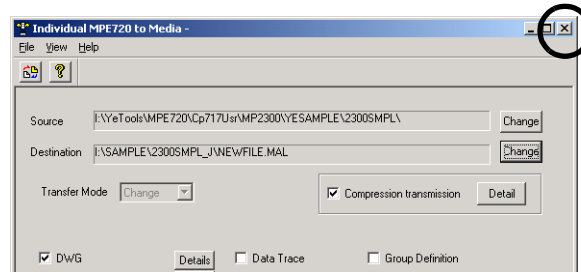 Individual MPE720 to Media -
File View Help
Source I:\YeTools\MPE720\Cp717Usr\MP2300\YESAMPLE\2300SMPL\ Change
Destination I:\SAMPLE\2300SMPL_J\NEWFILE.MAL Change
Transfer Mode Change Compression transmission Detail
DWG Details Data Trace Group Definition